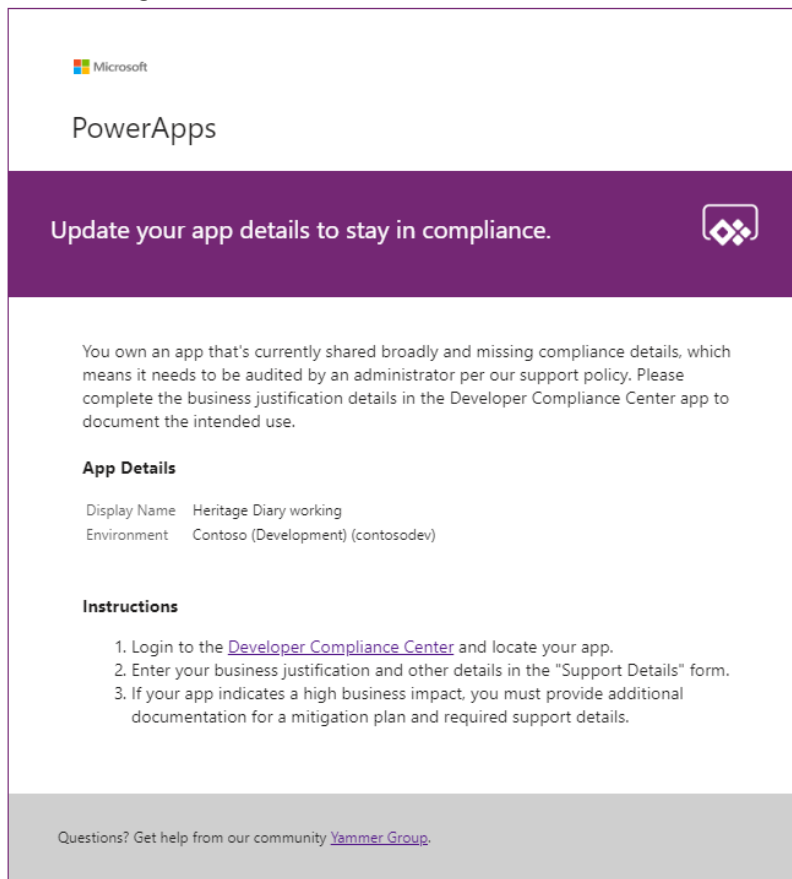 Microsoft
PowerApps
Update your app details to stay in compliance.
You own an app that's currently shared broadly and missing compliance details, which
means it needs to be audited by an administrator per our support policy. Please
complete the business justification details in the Developer Compliance Center app to
document the intended use.
App Details
Display Name Heritage Diary working
Environment Contoso (Development) (contosodev)
Instructions
1. Login to the Developer Compliance Center and locate your app.
2. Enter your business justification and other details in the "Support Details" form.
3. If your app indicates a high business impact, you must provide additional
documentation for a mitigation plan and required support details.
Questions? Get help from our community Yammer Group.